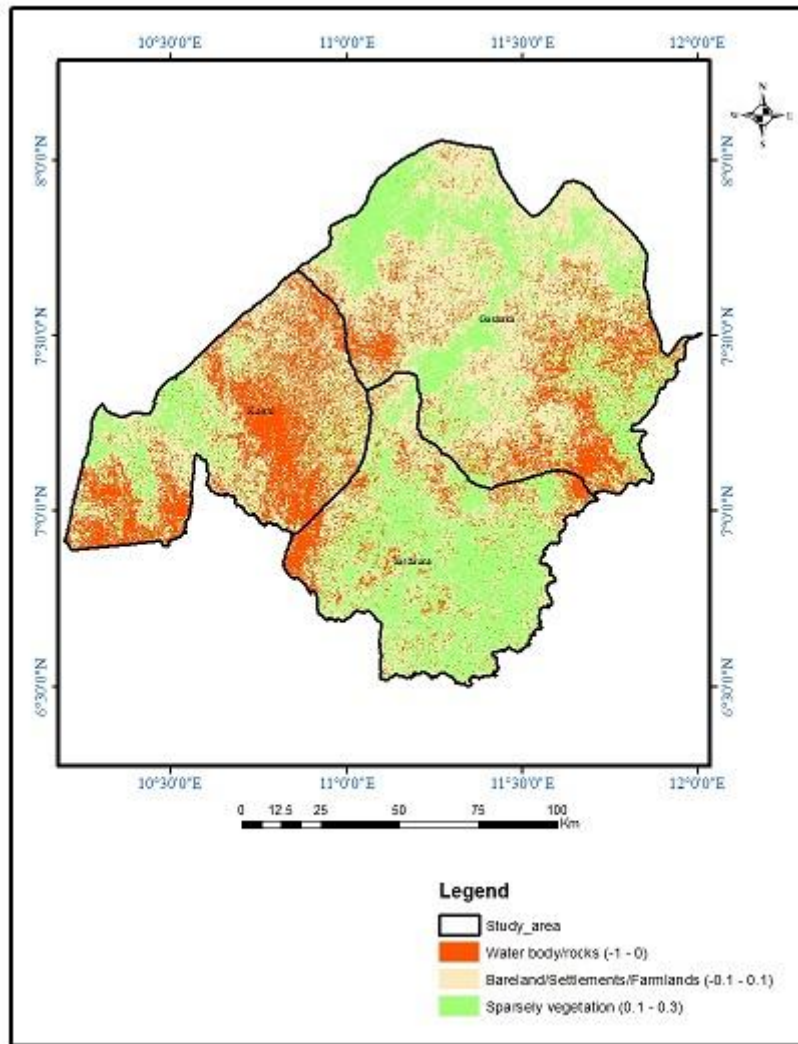 10°30'0"E 11°0'0"E 11°30'0"E 12°0'0"E
N
W E
S
8°0'0"N 8°0'0"N
Gashaka
7°30'0"N 7°30'0"N
Kurmi
7°0'0"N 7°0'0"N
Sardauna
6°30'0"N 6°30'0"N
10°30'0"E 11°0'0"E 11°30'0"E 12°0'0"E
0 12.5 25 50 75 100
Km
Legend
Study_area
Water body/rocks (-1 - 0)
Bareland/Settlements/Farmlands (-0.1 - 0.1)
Sparsely vegetation (0.1 - 0.3)